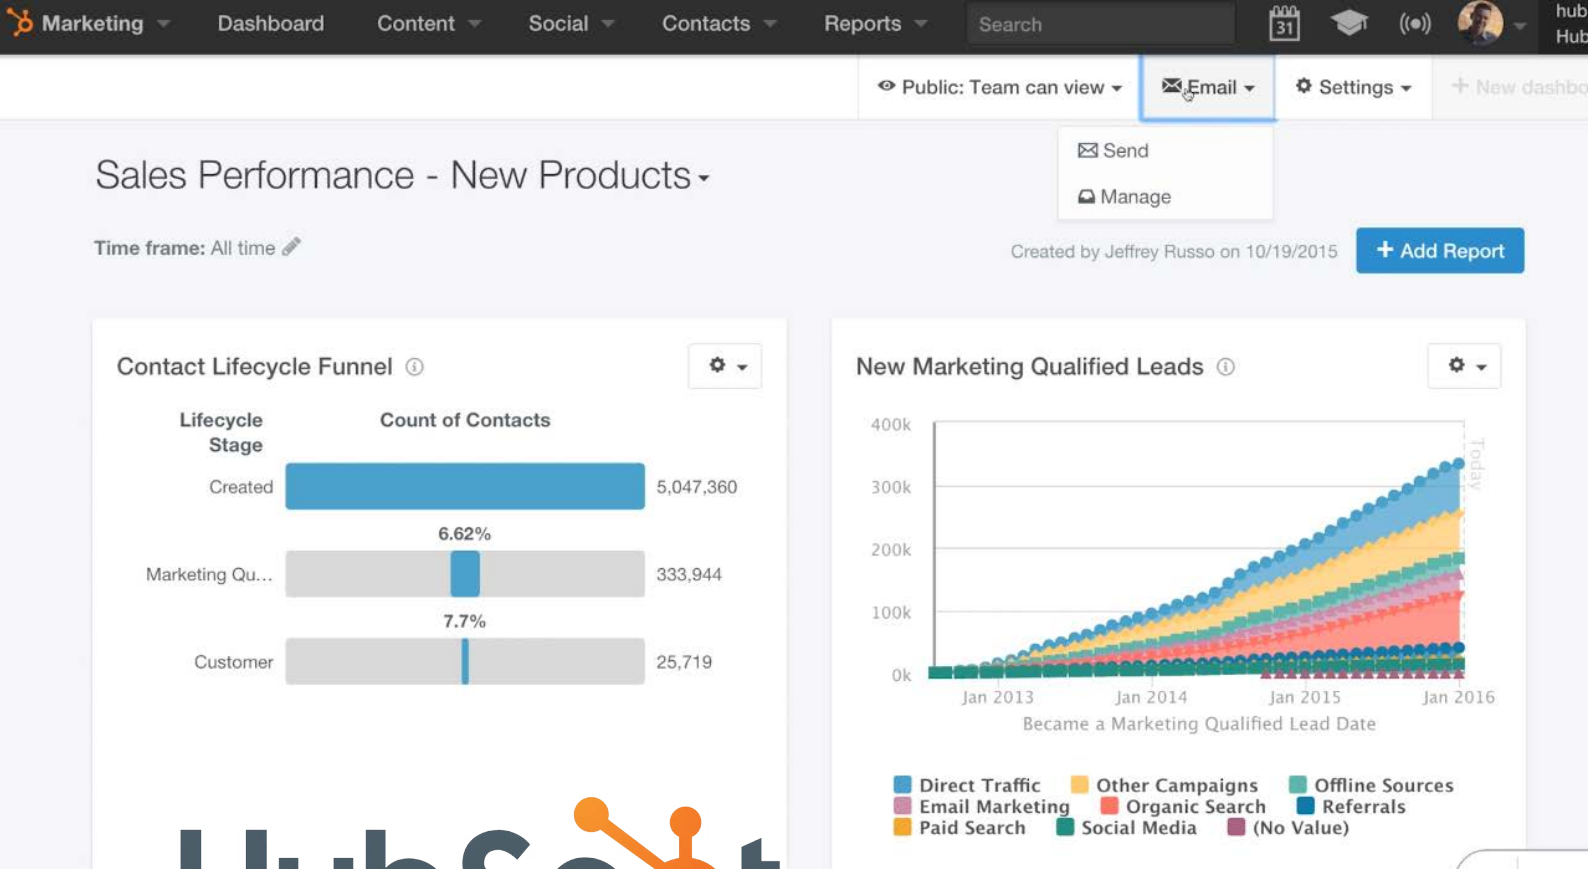 Marketing Dashboard Content Social Contacts Reports Search 31 hub
Hub
Public: Team can view Email Settings + New dashbo
Send
Manage
Sales Performance - New Products
Time frame: All time
Created by Jeffrey Russo on 10/19/2015 + Add Report
Contact Lifecycle Funnel
Lifecycle Stage Count of Contacts
Created 5,047,360
6.62%
Marketing Qu... 333,944
7.7%
Customer 25,719
New Marketing Qualified Leads
400k
300k
200k
100k
0k
Today
Jan 2013 Jan 2014 Jan 2015 Jan 2016
Became a Marketing Qualified Lead Date
Direct Traffic Other Campaigns Offline Sources
Email Marketing Organic Search Referrals
Paid Search Social Media (No Value)
HubSpot